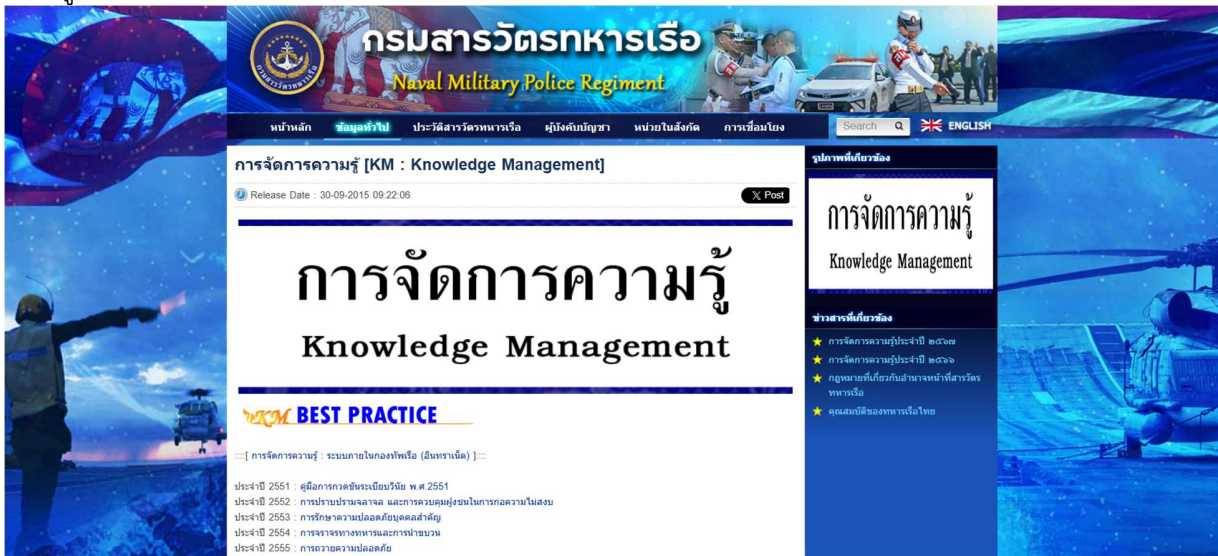 กรมสารวัตรทหารเรือ
Naval Military Police Regiment
กรมสารวัตรทหารเรือ
หน้าหลัก ข้อมูลทั่วไป ประวัติสารวัตรทหารเรือ ผู้บังคับบัญชา หน่วยในสังกัด การเชื่อมโยง Search ENGLISH
การจัดการความรู้ [KM : Knowledge Management]
Release Date : 30-09-2015 09:22:06
X Post
การจัดการความรู้
Knowledge Management
KM BEST PRACTICE
::::[ การจัดการความรู้ : ระบบภายในกองทัพเรือ (อินทราเน็ต) ]::::
ประจำปี 2551 : คู่มือการกวดขันระเบียบวินัย พ.ศ.2551
ประจำปี 2552 : การปราบปรามจลาจล และการควบคุมฝูงชนในการก่อความไม่สงบ
ประจำปี 2553 : การรักษาความปลอดภัยบุคคลสำคัญ
ประจำปี 2554 : การจราจรทางทหารและการนำขบวน
ประจำปี 2555 : การถวายความปลอดภัย
รูปภาพที่เกี่ยวข้อง
การจัดการความรู้
Knowledge Management
ข่าวสารที่เกี่ยวข้อง
การจัดการความรู้ประจำปี ๒๕๖๗
การจัดการความรู้ประจำปี ๒๕๖๖
กฎหมายที่เกี่ยวกับอำนาจหน้าที่สารวัตร
ทหารเรือ
คุณสมบัติของทหารเรือไทย